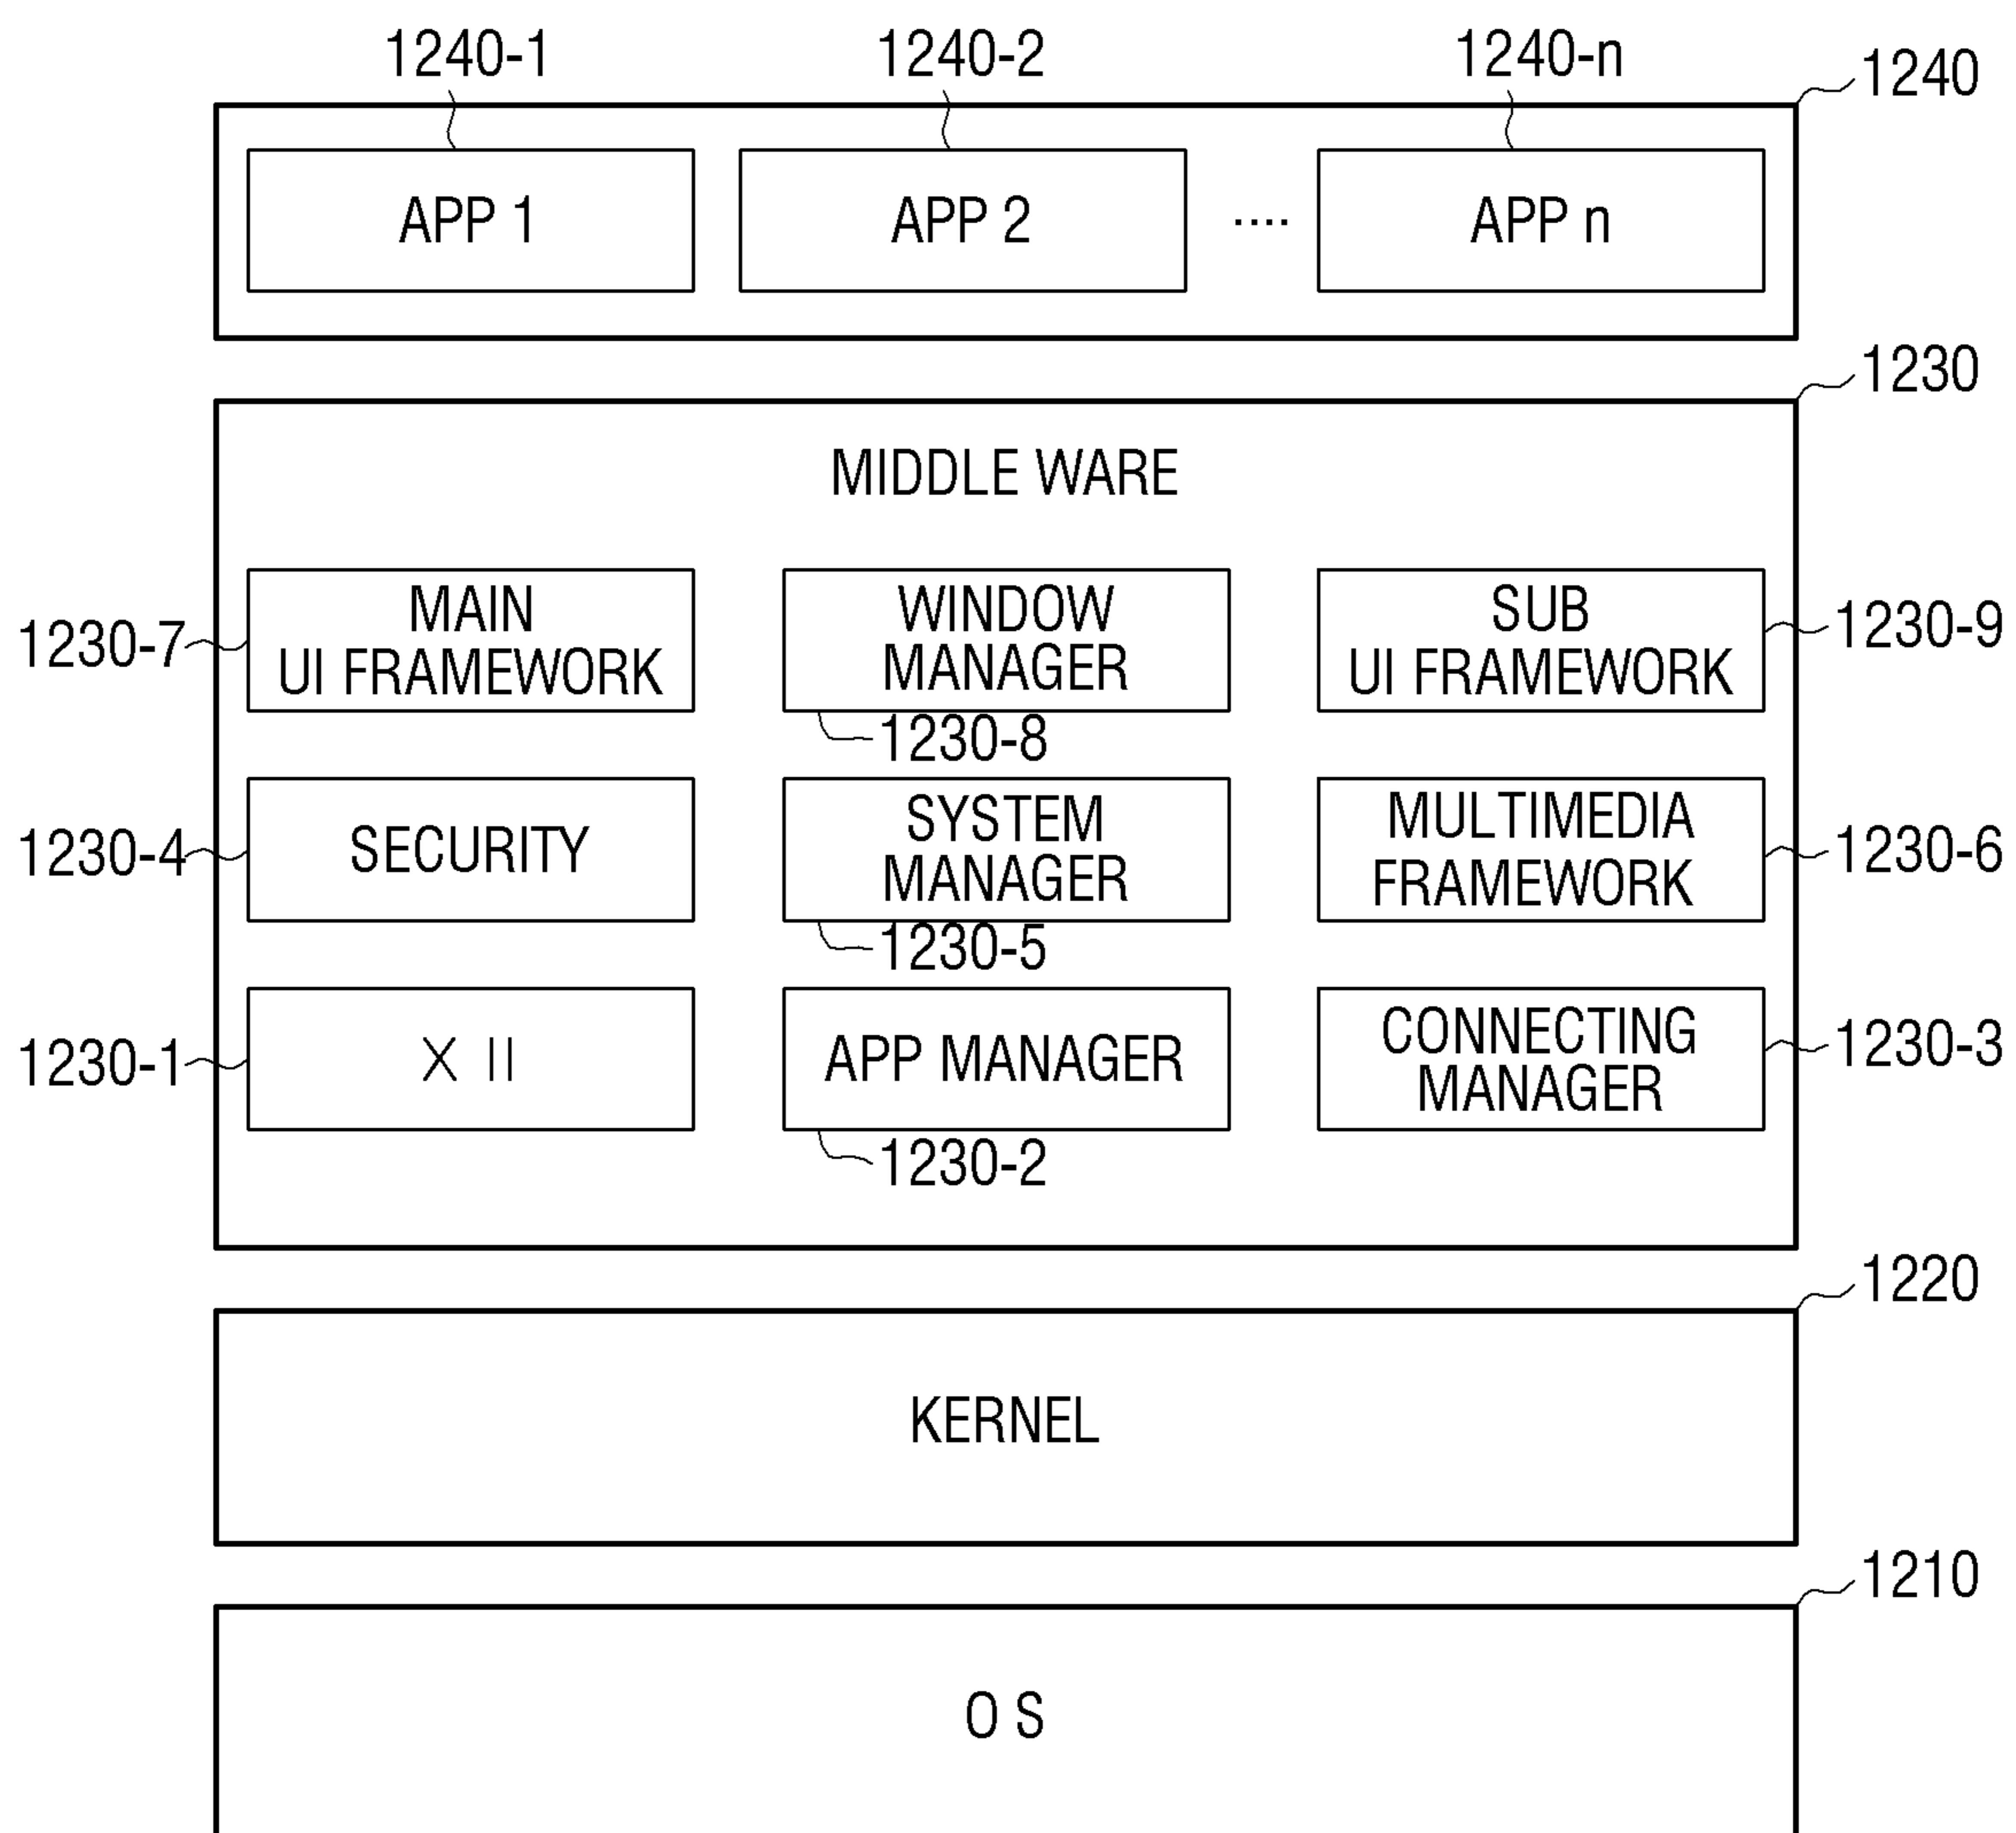 1240-1
1240-2
1240-n
1240
APP 1
APP 2
....
APP n
1230
MIDDLE WARE
1230-7
MAIN
UI FRAMEWORK
WINDOW
MANAGER
1230-8
SUB
UI FRAMEWORK
1230-9
1230-4
SECURITY
SYSTEM
MANAGER
1230-5
MULTIMEDIA
FRAMEWORK
1230-6
1230-1
X II
APP MANAGER
1230-2
CONNECTING
MANAGER
1230-3
1220
KERNEL
1210
O S